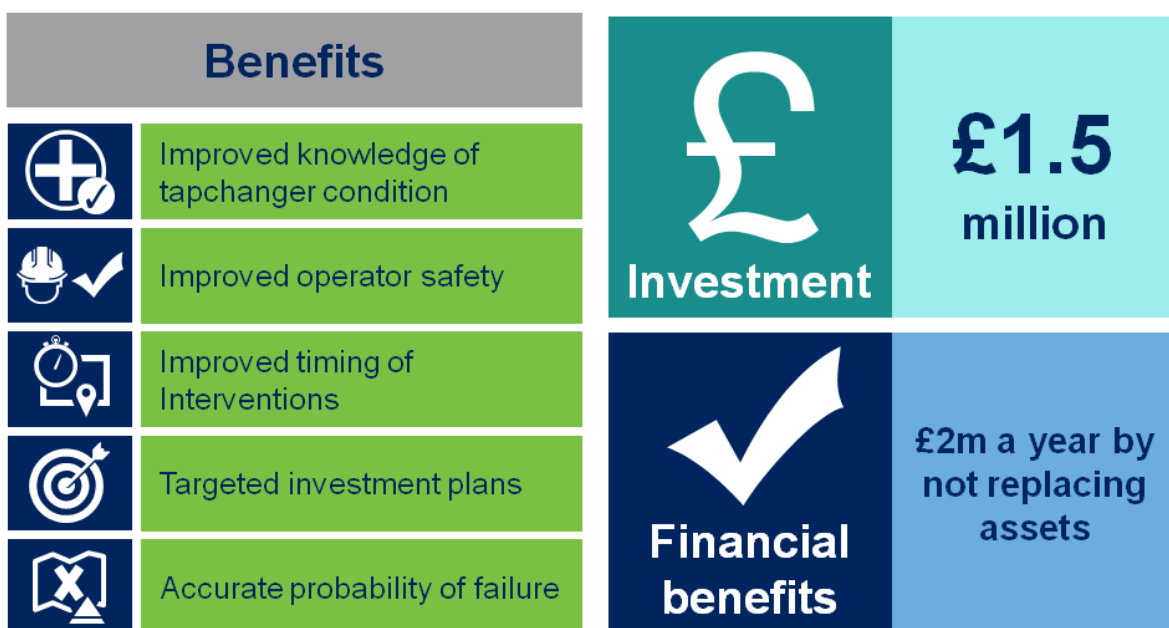 Benefits
Improved knowledge of
tapchanger condition
Improved operator safety
Improved timing of
Interventions
Targeted investment plans
Accurate probability of failure
£
Investment
£1.5
million
Financial
benefits
£2m a year by
not replacing
assets